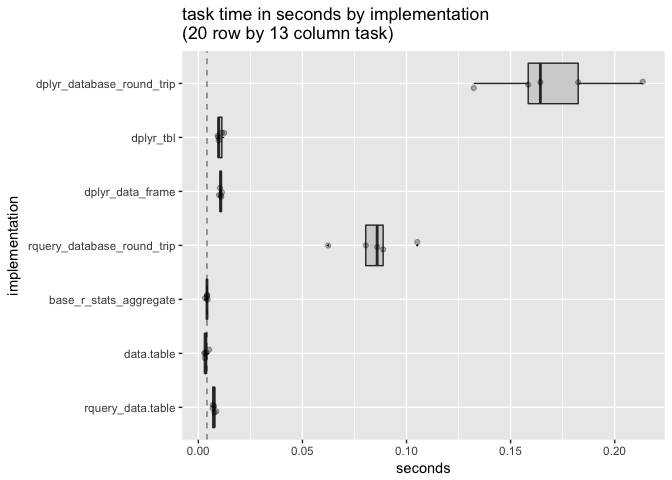 task time in seconds by implementation
(20 row by 13 column task)
dplyr_database_round_trip
dplyr_tbl
dplyr_data_frame
rquery_database_round_trip
base_r_stats_aggregate
data.table
rquery_data.table
implementation
0.00 0.05 0.10 0.15 0.20
seconds